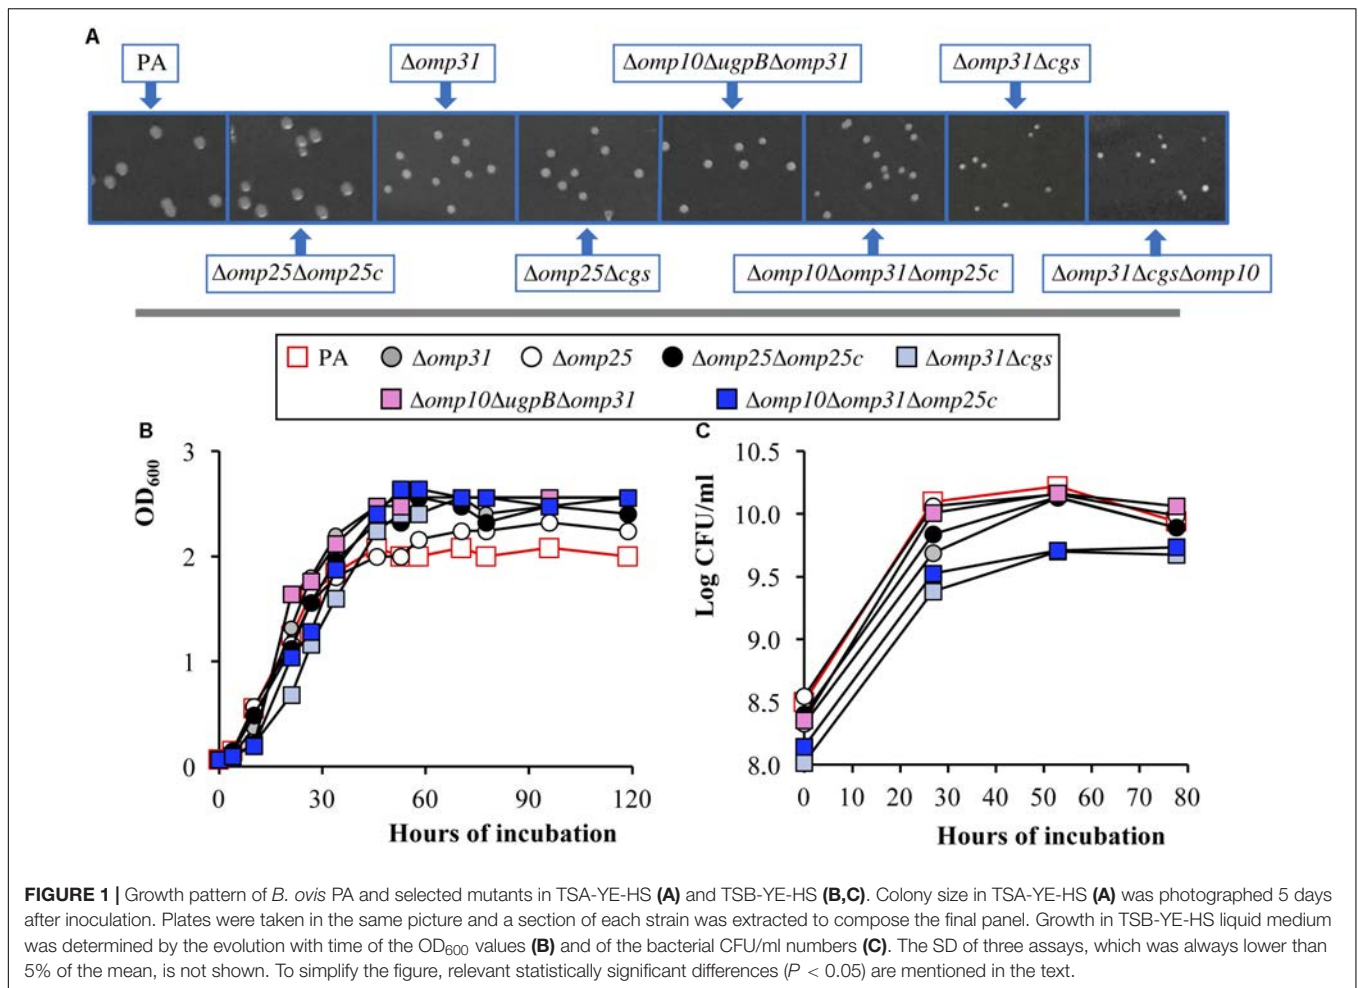 A
PA
Δomp31
Δomp10ΔugpBΔomp31
Δomp31Δcgs
Δomp25Δomp25c
Δomp25Δcgs
Δomp10Δomp31Δomp25c
Δomp31ΔcgsΔomp10
PA Δomp31 Δomp25 Δomp25Δomp25c Δomp31Δcgs
Δomp10ΔugpBΔomp31 Δomp10Δomp31Δomp25c
B
OD600
3
2
1
0
0 30 60 90 120
Hours of incubation
C
Log CFU/ml
10.5
10.0
9.5
9.0
8.5
8.0
0 10 20 30 40 50 60 70 80
Hours of incubation
FIGURE 1 | Growth pattern of B. ovis PA and selected mutants in TSA-YE-HS (A) and TSB-YE-HS (B,C). Colony size in TSA-YE-HS (A) was photographed 5 days
after inoculation. Plates were taken in the same picture and a section of each strain was extracted to compose the final panel. Growth in TSB-YE-HS liquid medium
was determined by the evolution with time of the OD600 values (B) and of the bacterial CFU/ml numbers (C). The SD of three assays, which was always lower than
5% of the mean, is not shown. To simplify the figure, relevant statistically significant differences (P < 0.05) are mentioned in the text.